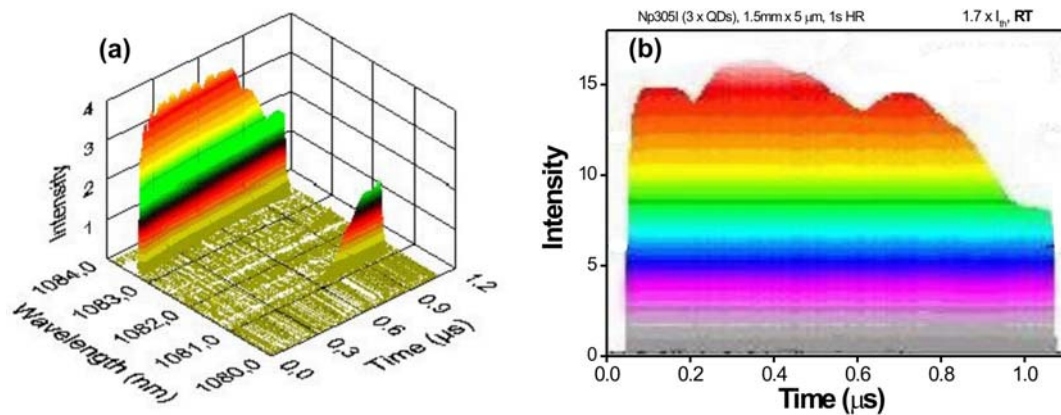 (a)
4
3
2
1
Intensity
1084,0
1083,0
1082,0
1081,0
1080,0
Wavelength (nm)
0,0
0,3
0.6
0.9
1.2
Time (μs)
Np305I (3 x QDs), 1.5mm x 5 μm, 1s HR 1.7 x Ith, RT
(b)
15
10
5
0
Intensity
0.0 0.2 0.4 0.6 0.8 1.0
Time (μs)